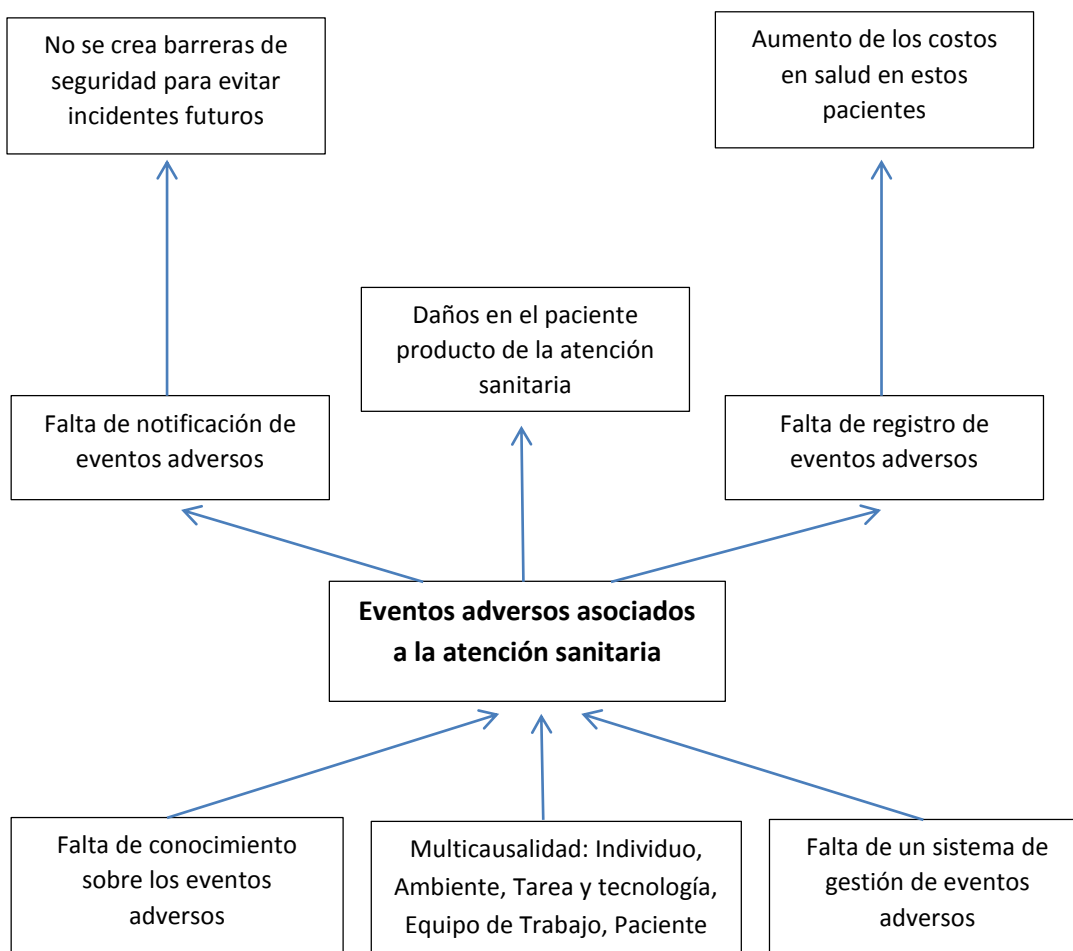 No se crea barreras de
seguridad para evitar
incidentes futuros
Aumento de los costos
en salud en estos
pacientes
Daños en el paciente
producto de la atención
sanitaria
Falta de notificación de
eventos adversos
Falta de registro de
eventos adversos
Eventos adversos asociados
a la atención sanitaria
Falta de conocimiento
sobre los eventos
adversos
Multicausalidad: Individuo,
Ambiente, Tarea y tecnología,
Equipo de Trabajo, Paciente
Falta de un sistema de
gestión de eventos
adversos